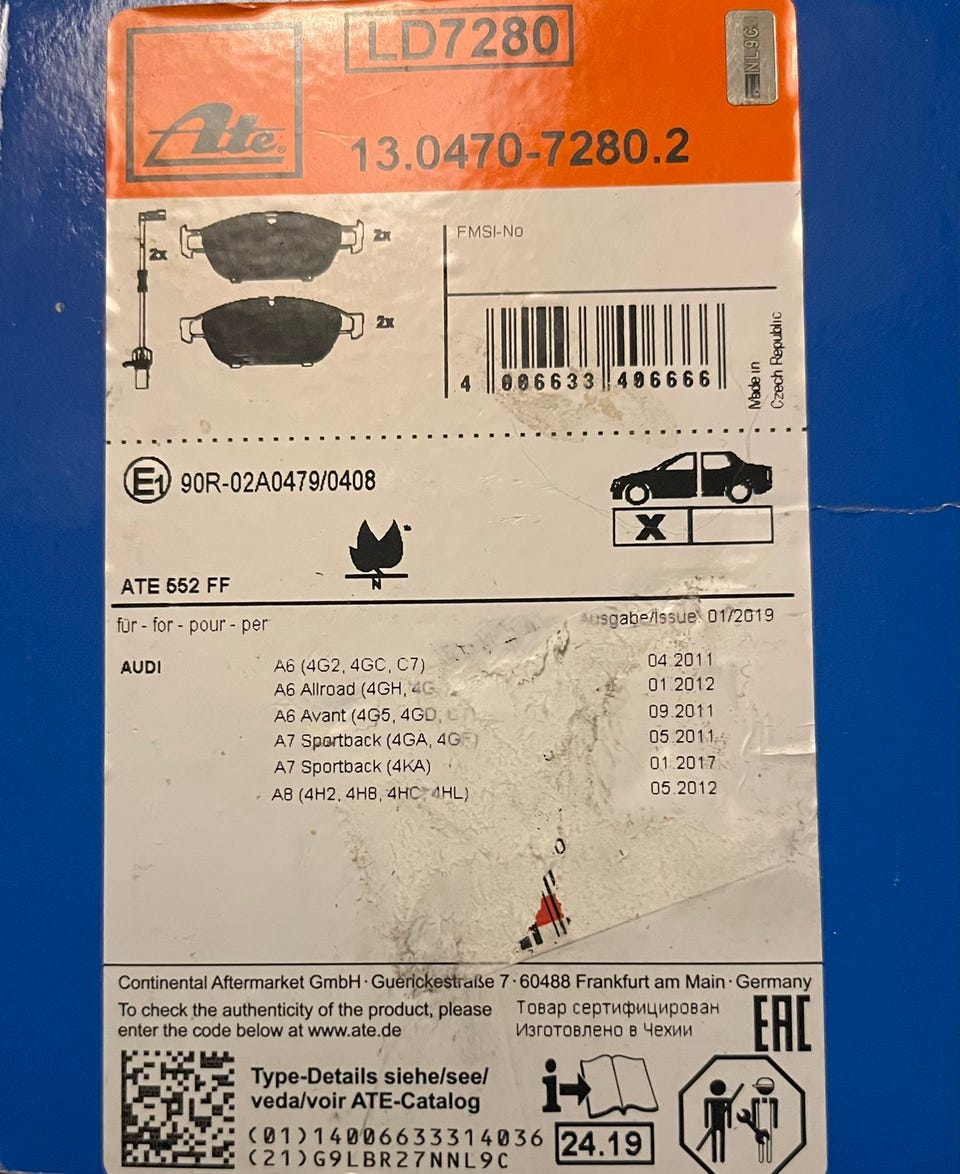 LD7280
NL9C
Ate®
13.0470-7280.2
2x
2x
2x
FMSI-No
4 006633 406666
Made in
Czech Republic
E1 90R-02A0479/0408
X
N
ATE 552 FF
für - for - pour - per
Ausgabe/Issue: 01/2019
AUDI
A6 (4G2, 4GC, C7) 04.2011
A6 Allroad (4GH, 01.2012
A6 Avant (4G5, 4GD, 09.2011
A7 Sportback (4GA, 4GF) 05.2011
A7 Sportback (4KA) 01.2017
A8 (4H2, 4H8, 4HC, 4HL) 05.2012
Continental Aftermarket GmbH · Guerickestraße 7 · 60488 Frankfurt am Main · Germany
To check the authenticity of the product, please
enter the code below at www.ate.de
Товар сертифицирован
Изготовлено в Чехии
EAC
Type-Details siehe/see/
veda/voir ATE-Catalog
(01)14006633314036
(21)G9LBR27NNL9C
24.19